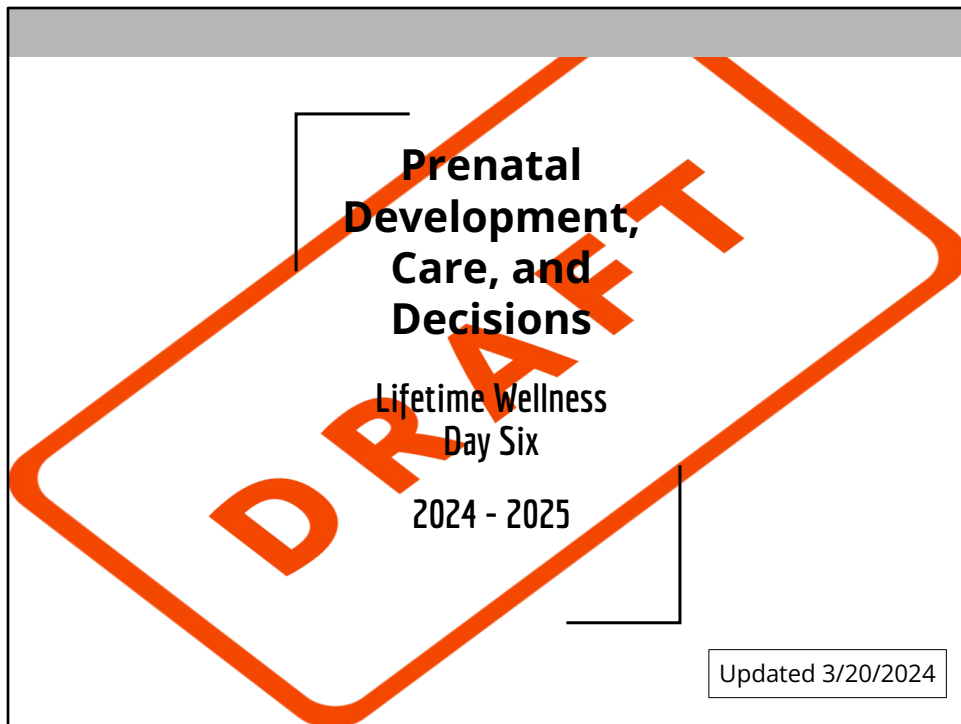 Prenatal
Development,
Care, and
Decisions
Lifetime Wellness
Day Six
2024 - 2025
DRAFT
Updated 3/20/2024